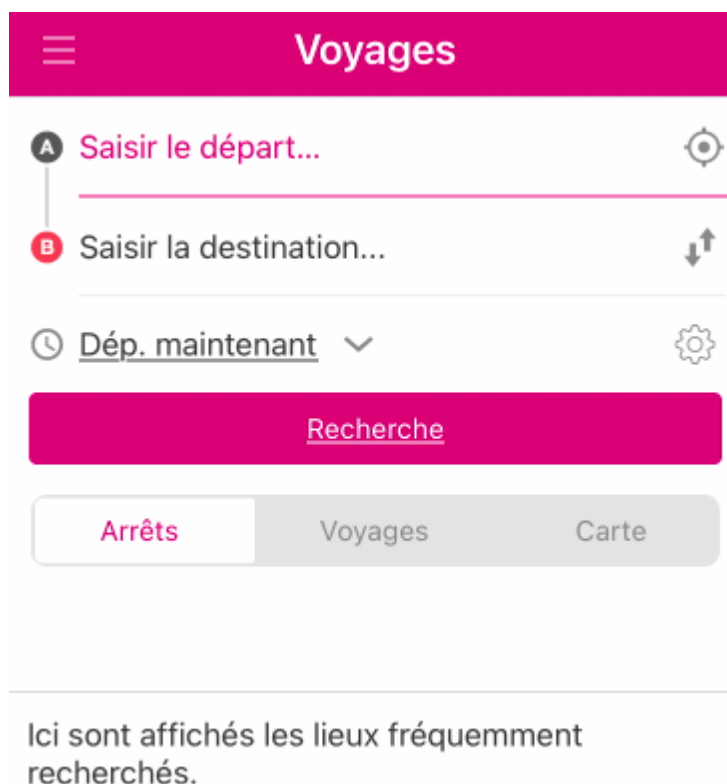 Voyages
A Saisir le départ...
B Saisir la destination...
Dép. maintenant
Recherche
Arrêts Voyages Carte
Ici sont affichés les lieux fréquemment
recherchés.